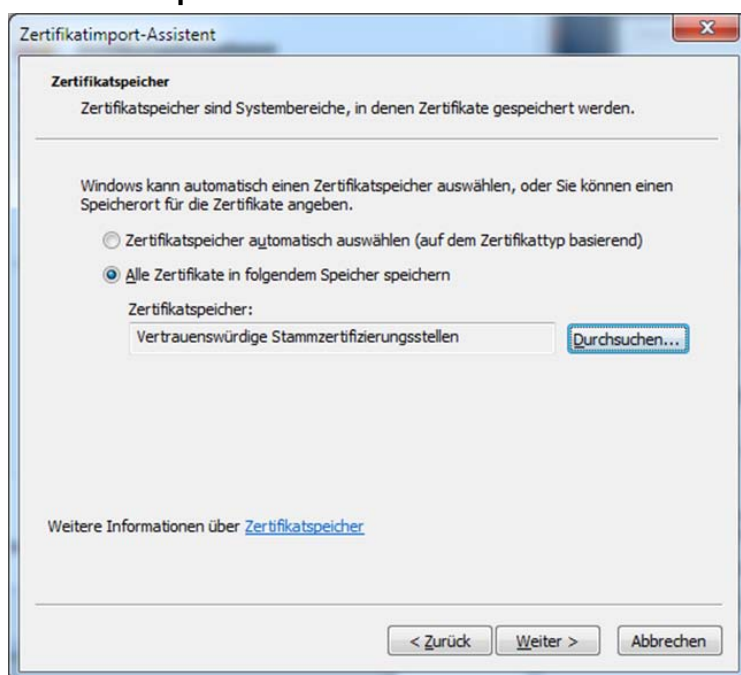 Zertifikatimport-Assistent
Zertifikatspeicher
Zertifikatspeicher sind Systembereiche, in denen Zertifikate gespeichert werden.
Windows kann automatisch einen Zertifikatspeicher auswählen, oder Sie können einen
Speicherort für die Zertifikate angeben.
Zertifikatspeicher automatisch auswählen (auf dem Zertifikattyp basierend)
Alle Zertifikate in folgendem Speicher speichern
Zertifikatspeicher:
Vertrauenswürdige Stammzertifizierungsstellen
Durchsuchen...
Weitere Informationen über Zertifikatspeicher
< Zurück Weiter > Abbrechen